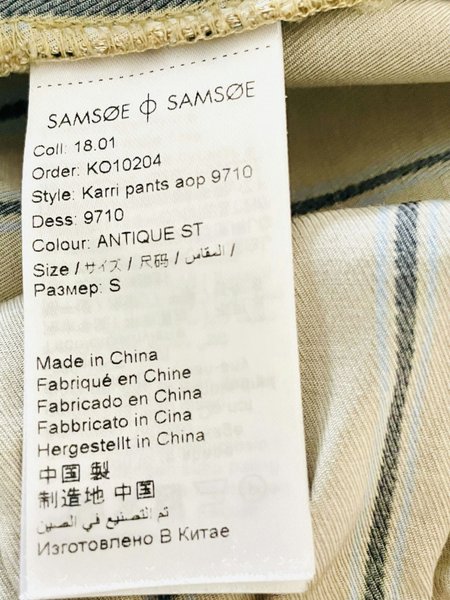 SAMSØE ϕ SAMSØE
Coll: 18.01
Order: KO10204
Style: Karri pants aop 9710
Dess: 9710
Colour: ANTIQUE ST
Size / サイズ / 尺码 / المقاس /
Размер: S
Made in China
Fabriqué en Chine
Fabricado en China
Fabbricato in Cina
Hergestellt in China
中国 製
制造地 中国
تم التصنيع في الصين
Изготовлено В Китае